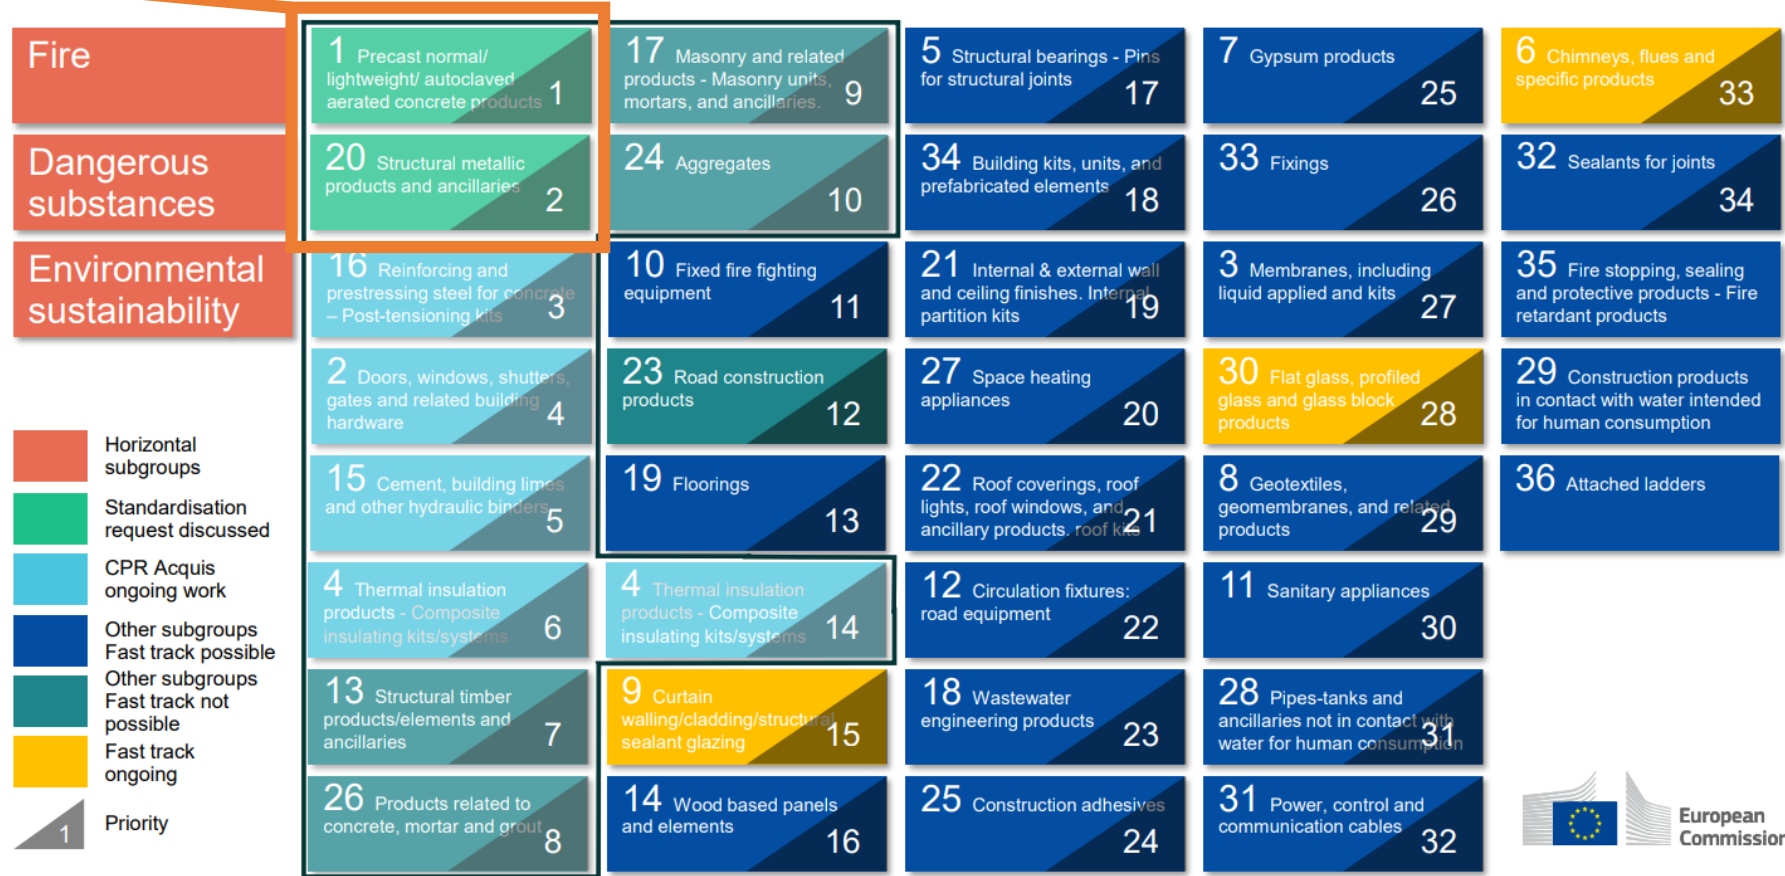 Fire
Dangerous
substances
Environmental
sustainability
Horizontal
subgroups
Standardisation
request discussed
CPR Acquis
ongoing work
Other subgroups
Fast track possible
Other subgroups
Fast track not
possible
Fast track
ongoing
1 Priority
1 Precast normal/
lightweight/ autoclaved
aerated concrete products 1
20 Structural metallic
products and ancillaries
2
16 Reinforcing and
prestressing steel for concrete
– Post-tensioning kits 3
2 Doors, windows, shutters,
gates and related building
hardware 4
15 Cement, building limes
and other hydraulic binders
5
4 Thermal insulation
products - Composite
insulating kits/systems 6
13 Structural timber
products/elements and
ancillaries 7
26 Products related to
concrete, mortar and grout
8
17 Masonry and related
products - Masonry units,
mortars, and ancillaries. 9
24 Aggregates
10
10 Fixed fire fighting
equipment
11
23 Road construction
products
12
19 Floorings
13
4 Thermal insulation
products - Composite
insulating kits/systems 14
9 Curtain
walling/cladding/structural
sealant glazing 15
14 Wood based panels
and elements
16
5 Structural bearings - Pins
for structural joints
17
34 Building kits, units, and
prefabricated elements
18
21 Internal & external wall
and ceiling finishes. Internal
partition kits 19
27 Space heating
appliances
20
22 Roof coverings, roof
lights, roof windows, and
ancillary products. roof kits 21
12 Circulation fixtures:
road equipment
22
18 Wastewater
engineering products
23
25 Construction adhesives
24
7 Gypsum products
25
33 Fixings
26
3 Membranes, including
liquid applied and kits
27
30 Flat glass, profiled
glass and glass block
products 28
8 Geotextiles,
geomembranes, and related
products 29
11 Sanitary appliances
30
28 Pipes-tanks and
ancillaries not in contact with
water for human consumption 31
31 Power, control and
communication cables
32
6 Chimneys, flues and
specific products
33
32 Sealants for joints
34
35 Fire stopping, sealing
and protective products - Fire
retardant products
29 Construction products
in contact with water intended
for human consumption
36 Attached ladders
European
Commission